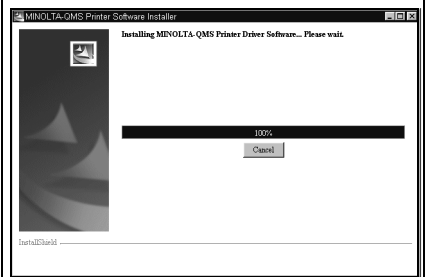 MINOLTA-QMS Printer Software Installer
Installing MINOLTA-QMS Printer Driver Software... Please wait.
100%
Cancel
InstallShield